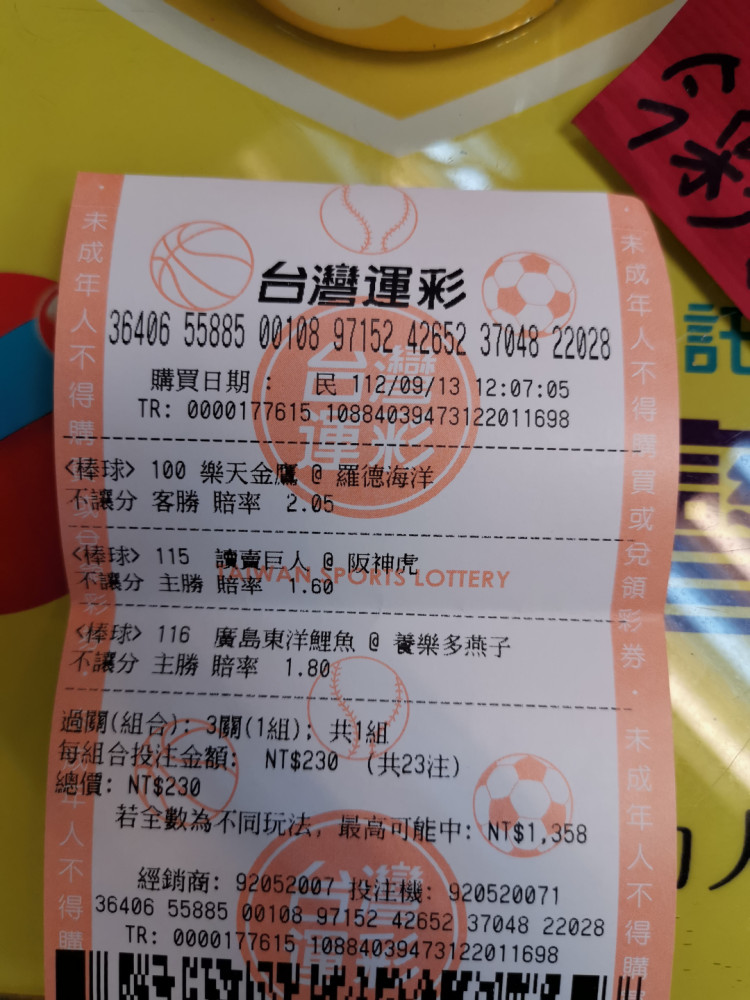 台灣運彩
36406 55885 00108 97152 42652 37048 22028
購買日期： 民 112/09/13 12:07:05
TR: 0000177615 10884039473122011698
<棒球> 100 樂天金鷹 @ 羅德海洋
不讓分 客勝 賠率 2.05
<棒球> 115 讀賣巨人 @ 阪神虎
不讓分 主勝 賠率 1.60
TAIWAN SPORTS LOTTERY
<棒球> 116 廣島東洋鯉魚 @ 養樂多燕子
不讓分 主勝 賠率 1.80
過關(組合): 3關(1組); 共1組
每組合投注金額: NT$230 (共23注)
總價: NT$230
若全數為不同玩法, 最高可能中: NT$1,358
經銷商: 92052007 投注機: 920520071
36406 55885 00108 97152 42652 37048 22028
TR: 0000177615 10884039473122011698
未成年人不得購買或兌領彩券·未成年人不得購
未成年人不得購